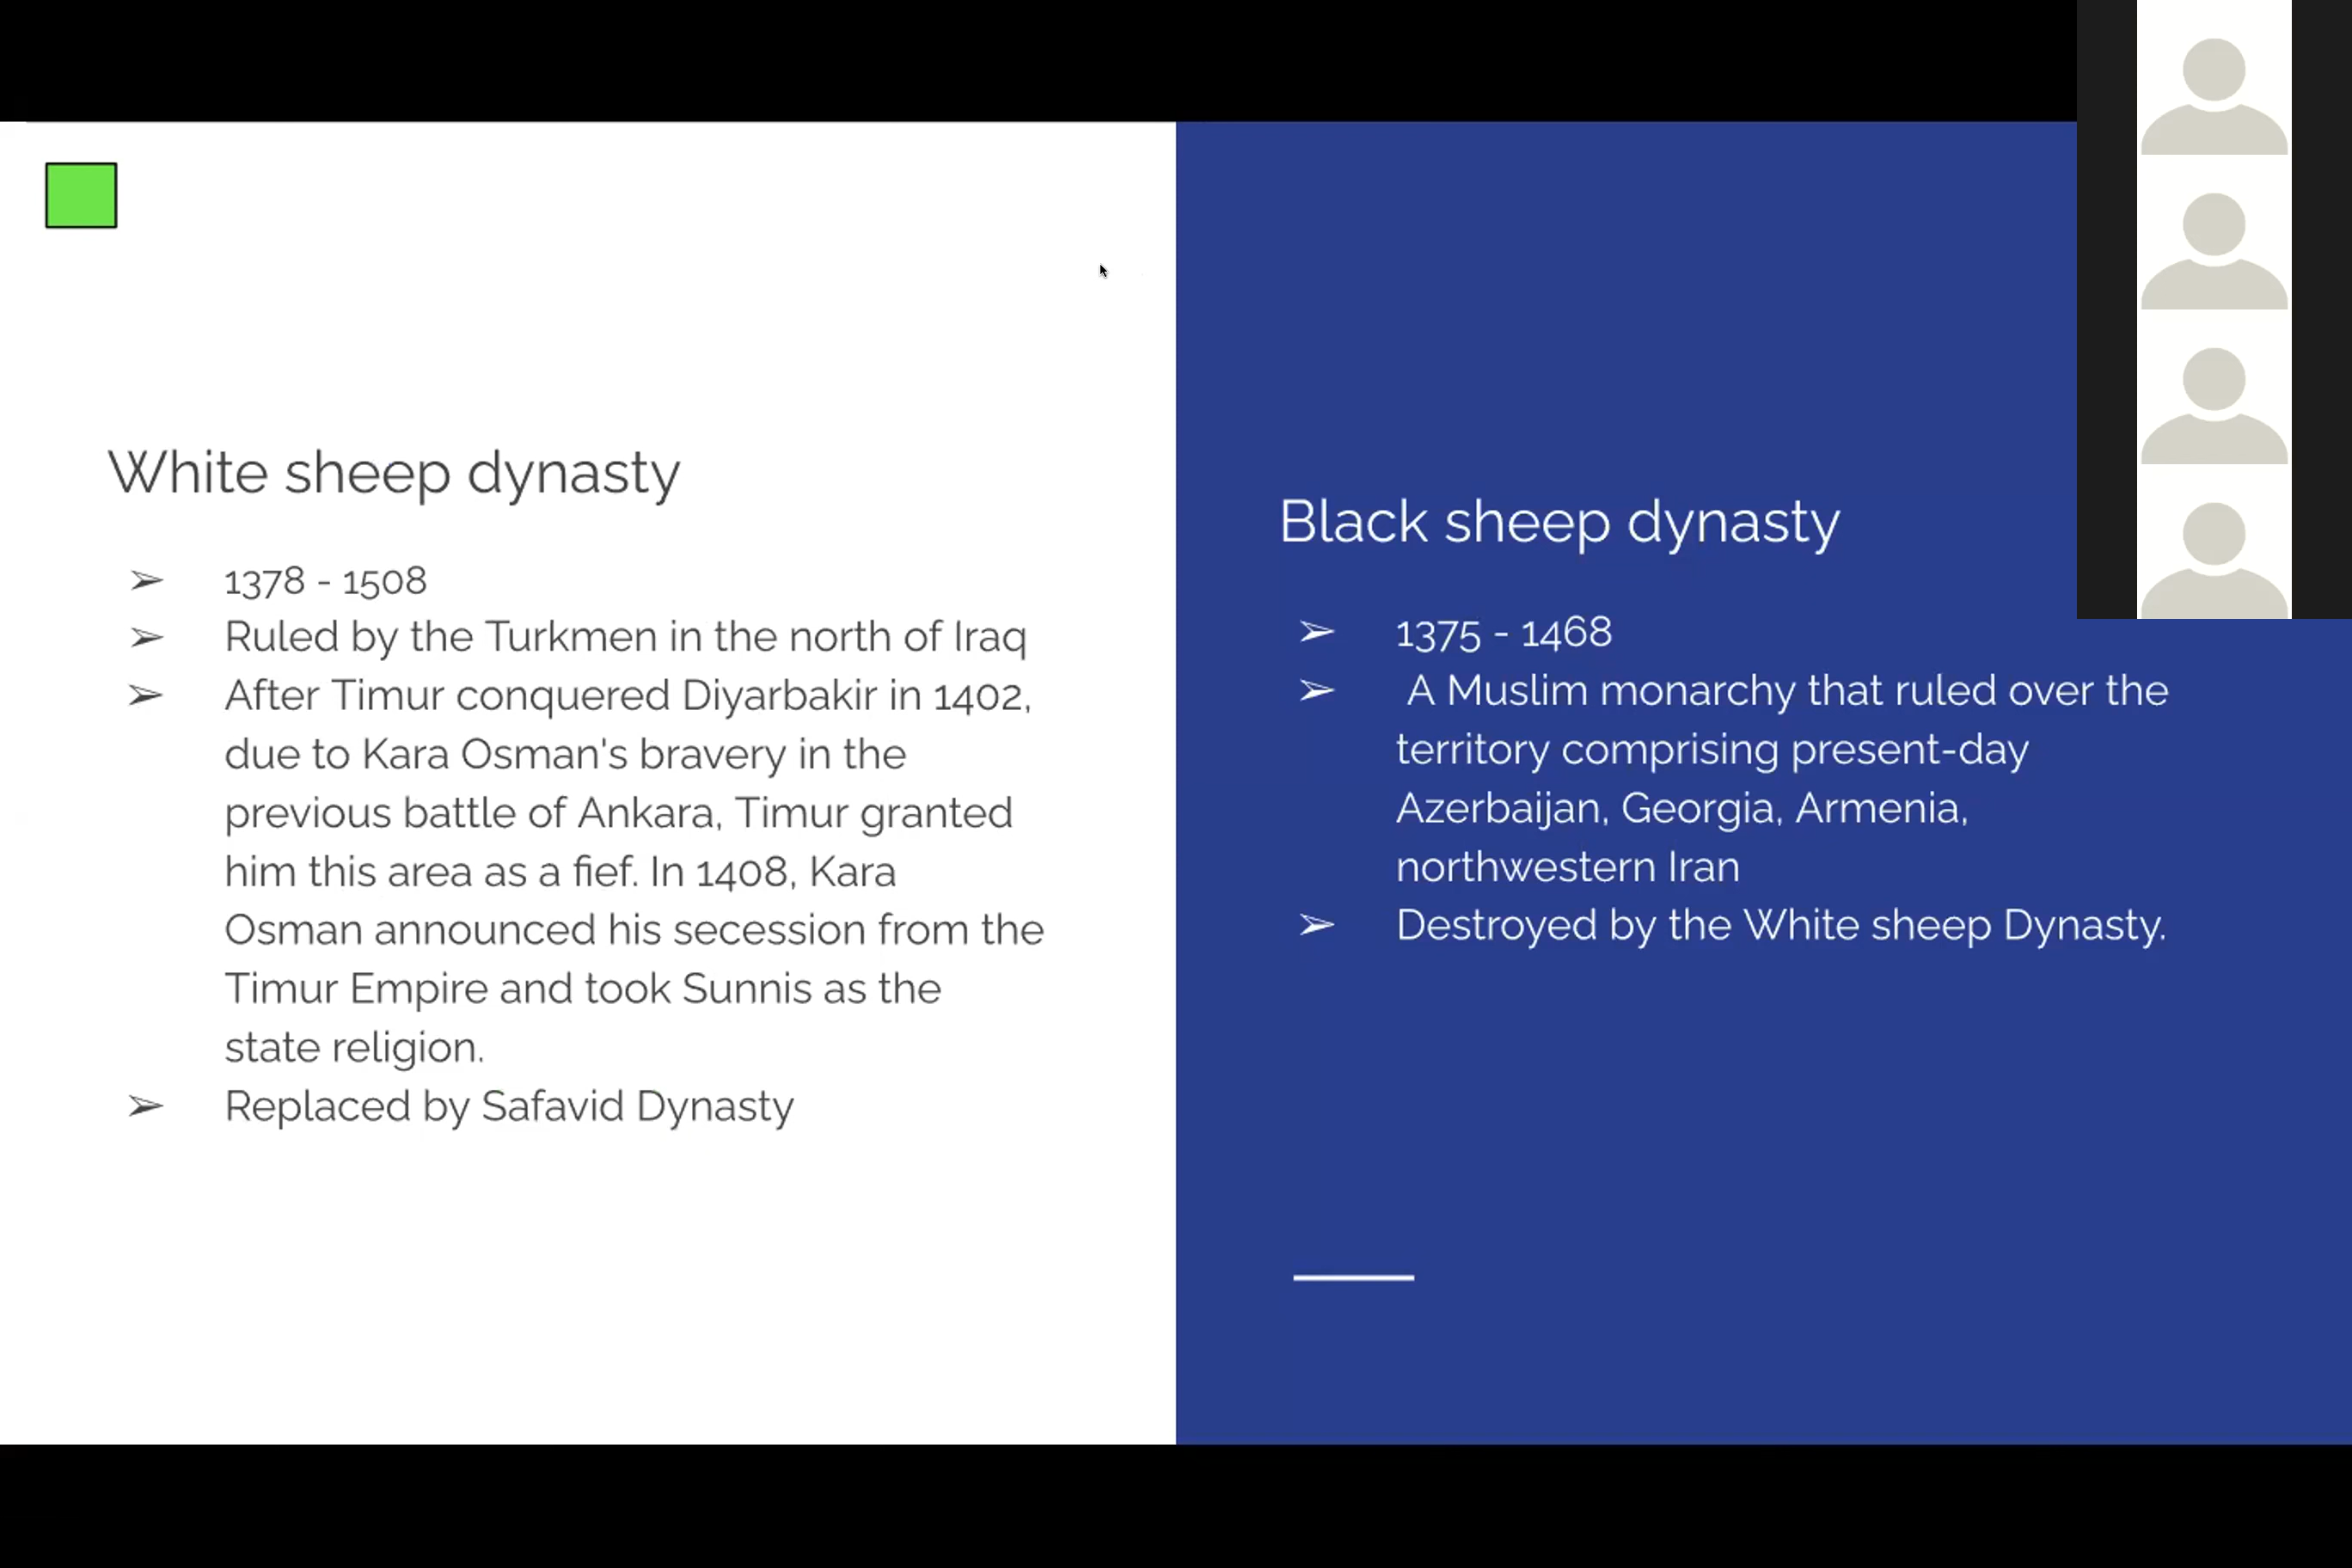 White sheep dynasty
➢ 1378 - 1508
➢ Ruled by the Turkmen in the north of Iraq
➢ After Timur conquered Diyarbakir in 1402,
due to Kara Osman's bravery in the
previous battle of Ankara, Timur granted
him this area as a fief. In 1408, Kara
Osman announced his secession from the
Timur Empire and took Sunnis as the
state religion.
➢ Replaced by Safavid Dynasty
Black sheep dynasty
➢ 1375 - 1468
➢ A Muslim monarchy that ruled over the
territory comprising present-day
Azerbaijan, Georgia, Armenia,
northwestern Iran
➢ Destroyed by the White sheep Dynasty.